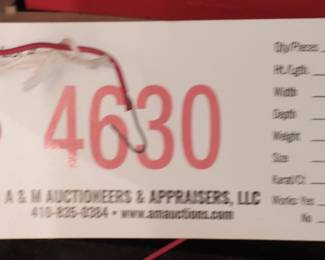 4630
A & M AUCTIONEERS & APPRAISERS, LLC
410-835-0384 • www.amauctions.com
Qty/Pieces
Ht./Lgth.
Width
Depth
Weight
Size
Karat/Ct
Works Yes
No